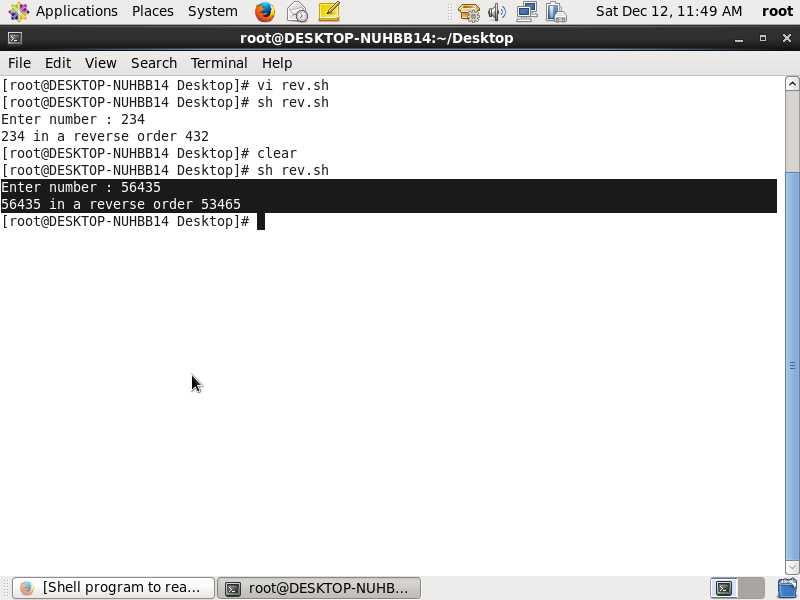 Applications Places System Sat Dec 12, 11:49 AM root
root@DESKTOP-NUHBB14:~/Desktop
File Edit View Search Terminal Help
[root@DESKTOP-NUHBB14 Desktop]# vi rev.sh
[root@DESKTOP-NUHBB14 Desktop]# sh rev.sh
Enter number : 234
234 in a reverse order 432
[root@DESKTOP-NUHBB14 Desktop]# clear
[root@DESKTOP-NUHBB14 Desktop]# sh rev.sh
Enter number : 56435
56435 in a reverse order 53465
[root@DESKTOP-NUHBB14 Desktop]#
[Shell program to rea... root@DESKTOP-NUHB...